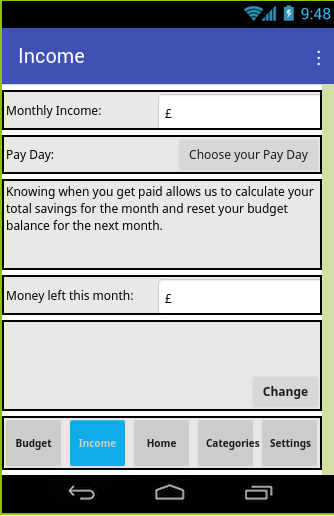 9:48
Income
Monthly Income:
£
Pay Day:
Choose your Pay Day
Knowing when you get paid allows us to calculate your
total savings for the month and reset your budget
balance for the next month.
Money left this month:
£
Change
Budget
Income
Home
Categories
Settings